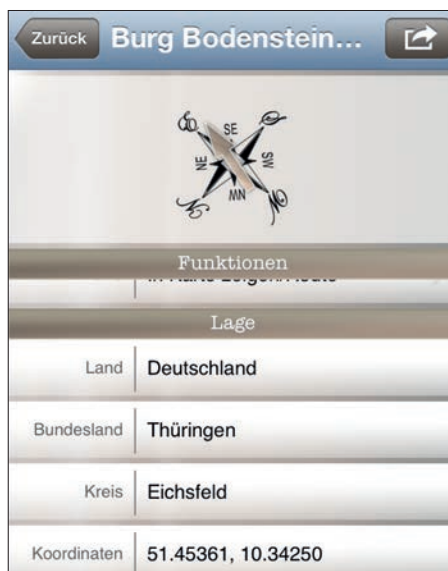 Zurück
Burg Bodenstein...
SE
NE
SW
NW
N
W
Funktionen
Lage
Land
Deutschland
Bundesland
Thüringen
Kreis
Eichsfeld
Koordinaten
51.45361, 10.34250